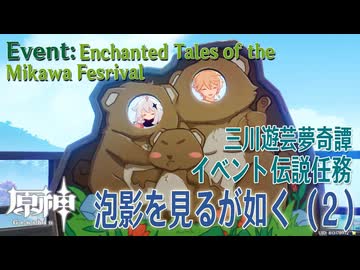 Event: Enchanted Tales of the
Mikawa Fesrival
三川遊芸夢奇譚
イベント伝説任務
原神
Genshin
泡影を見るが如く（2）